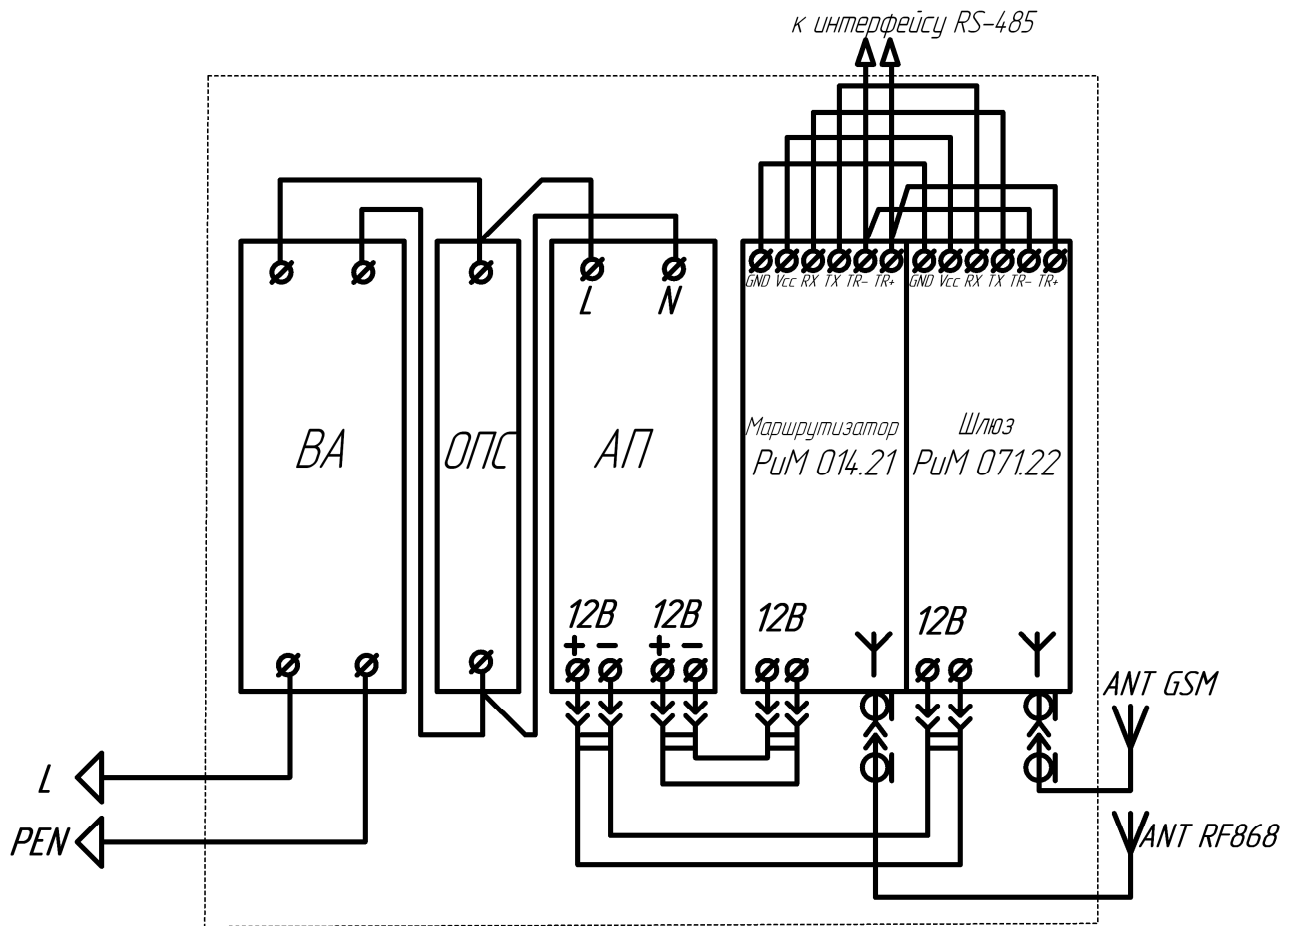 к интерфейсу RS-485
GND Vcc RX TX TR- TR+ GND Vcc RX TX TR- TR+
L N
ВА ОПС АП
Маршрутизатор
РиМ 014.21
Шлюз
РиМ 071.22
12В 12В 12В 12В
+ - + -
ANT GSM
L
PEN
ANT RF868